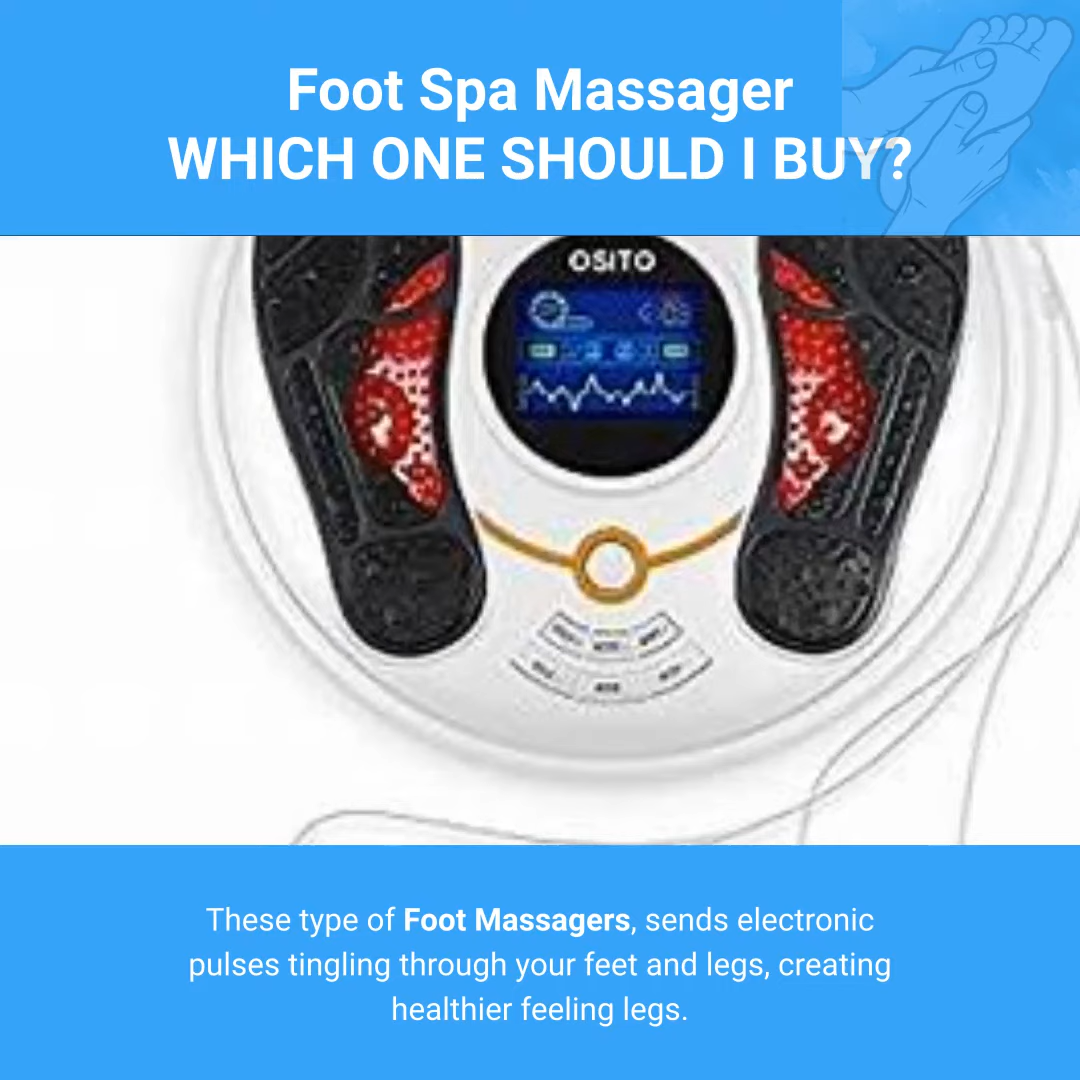 Foot Spa Massager
WHICH ONE SHOULD I BUY?
OSITO
These type of Foot Massagers, sends electronic
pulses tingling through your feet and legs, creating
healthier feeling legs.